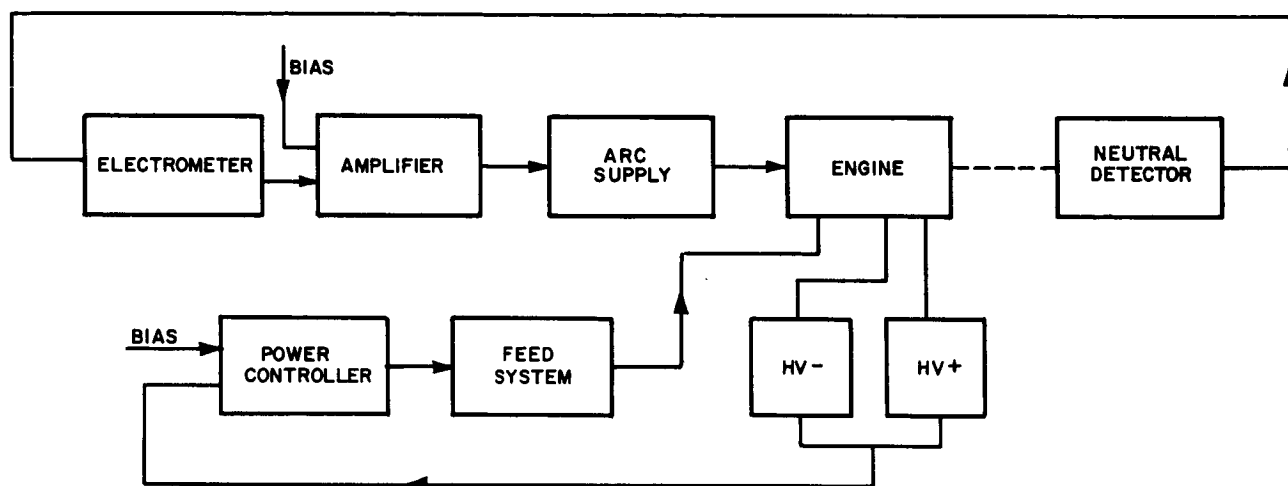 BIAS
ELECTROMETER
AMPLIFIER
ARC
SUPPLY
ENGINE
NEUTRAL
DETECTOR
BIAS
POWER
CONTROLLER
FEED
SYSTEM
HV-
HV+